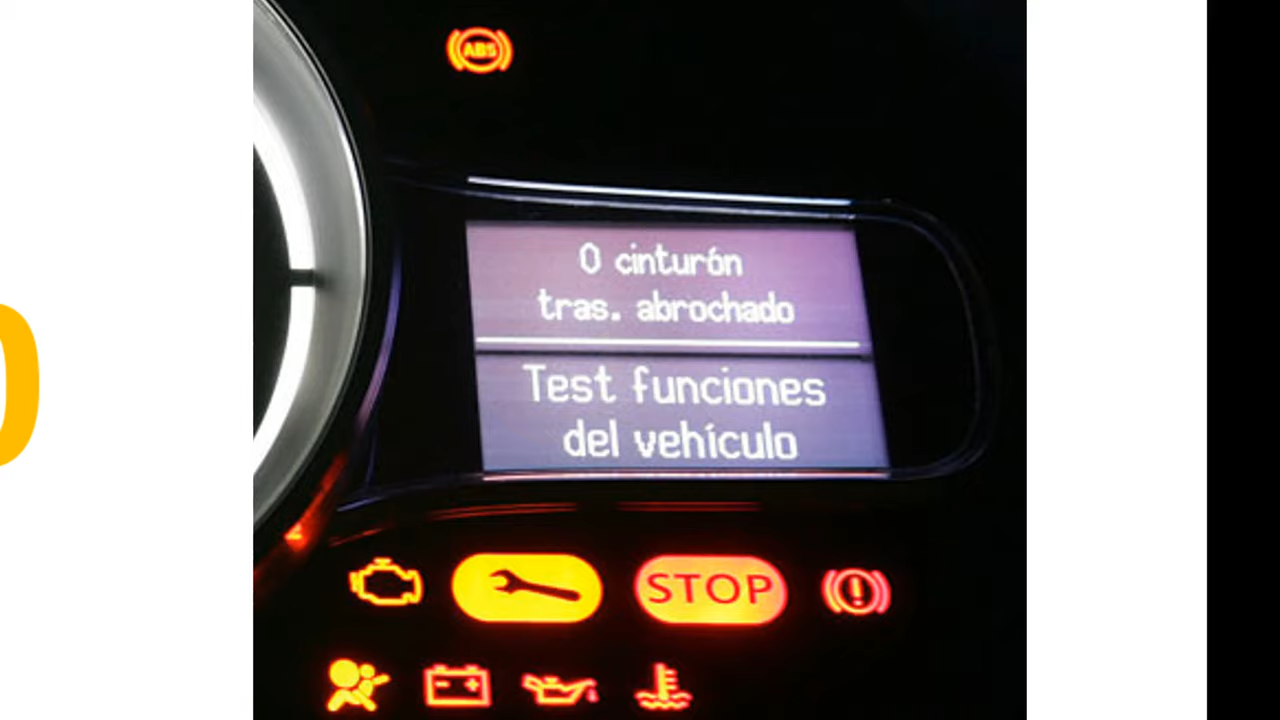 ABS
0 cinturón
tras. abrochado
Test funciones
del vehículo
STOP